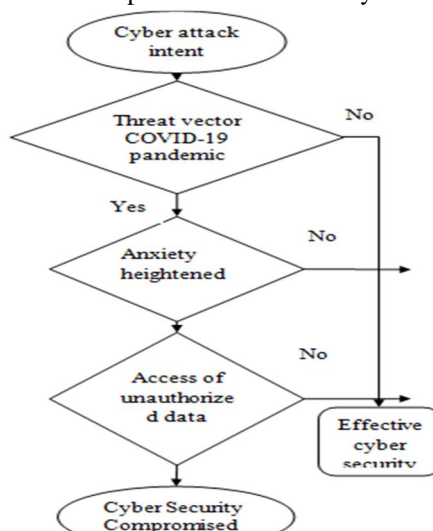 Cyber attack
intent
Threat vector
COVID-19
pandemic
No
Yes
Anxiety
heightened
No
Access of
unauthorize
d data
No
Effective
cyber
security
Cyber Security
Compromised